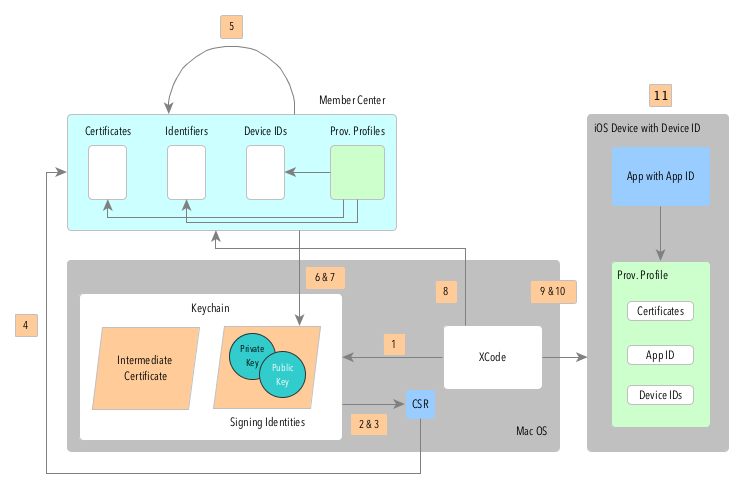 5
Member Center
11
Certificates
Identifiers
Device IDs
Prov. Profiles
iOS Device with Device ID
App with App ID
6 & 7
8
9 & 10
Prov. Profile
Keychain
Certificates
4
1
Intermediate
Certificate
Private
Key
Public
Key
XCode
App ID
Device IDs
CSR
Signing Identities
2 & 3
Mac OS